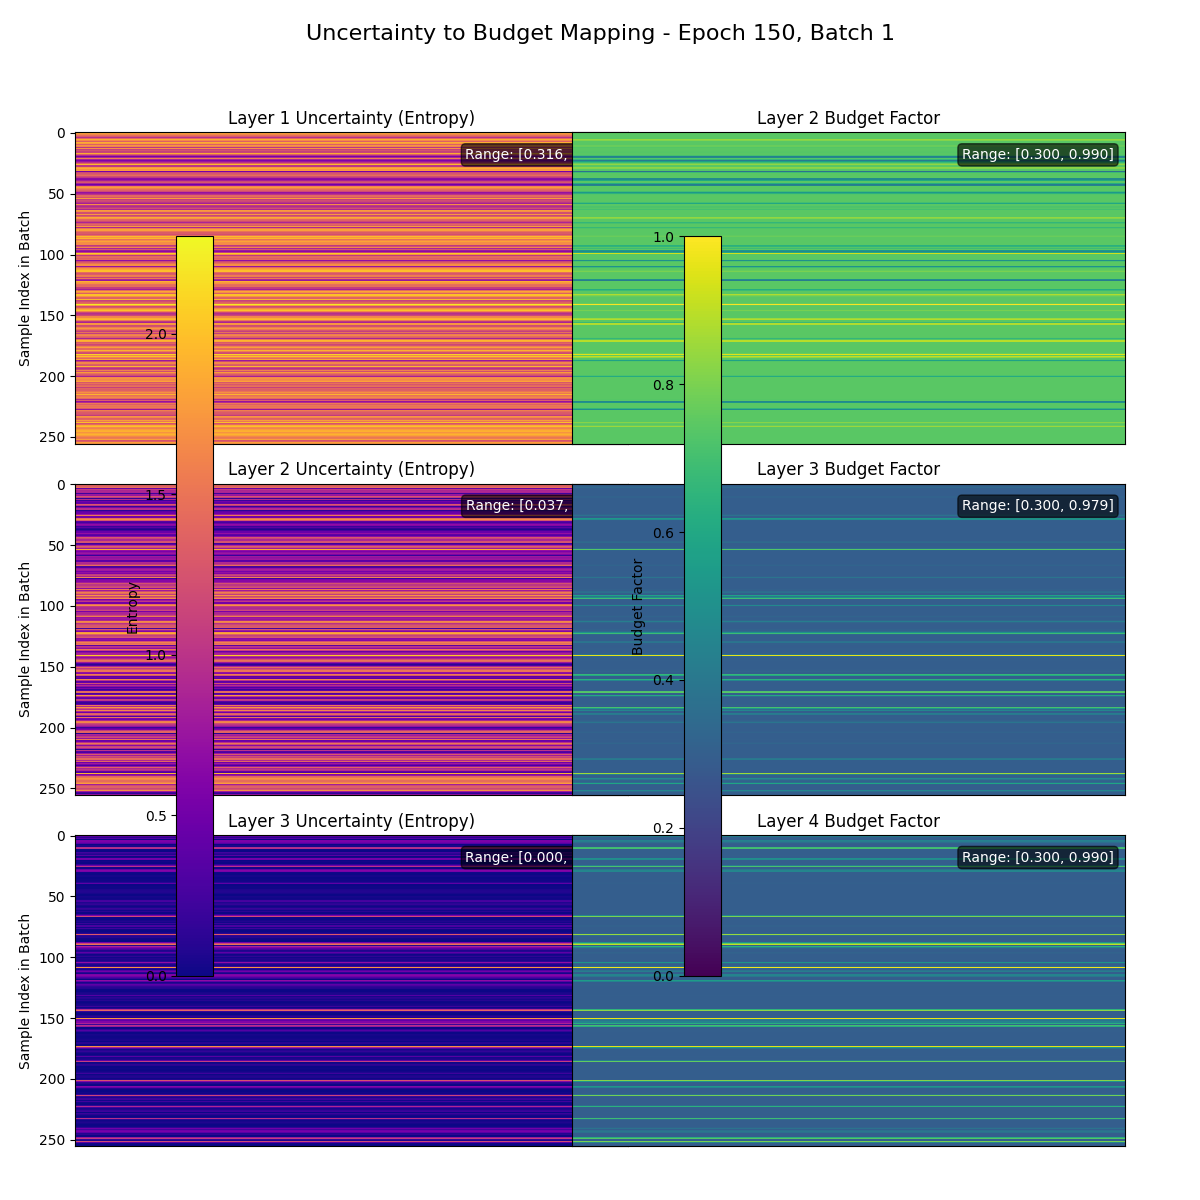 Uncertainty to Budget Mapping - Epoch 150, Batch 1
Layer 1 Uncertainty (Entropy)
Layer 2 Budget Factor
Range: [0.316,
Range: [0.300, 0.990]
0
50
100
150
200
250
Sample Index in Batch
Layer 2 Uncertainty (Entropy)
Layer 3 Budget Factor
Range: [0.037,
Range: [0.300, 0.979]
0
50
100
150
200
250
Sample Index in Batch
Layer 3 Uncertainty (Entropy)
Layer 4 Budget Factor
Range: [0.000,
Range: [0.300, 0.990]
0
50
100
150
200
250
Sample Index in Batch
2.0
1.5
1.0
0.5
0.0
Entropy
1.0
0.8
0.6
0.4
0.2
0.0
Budget Factor